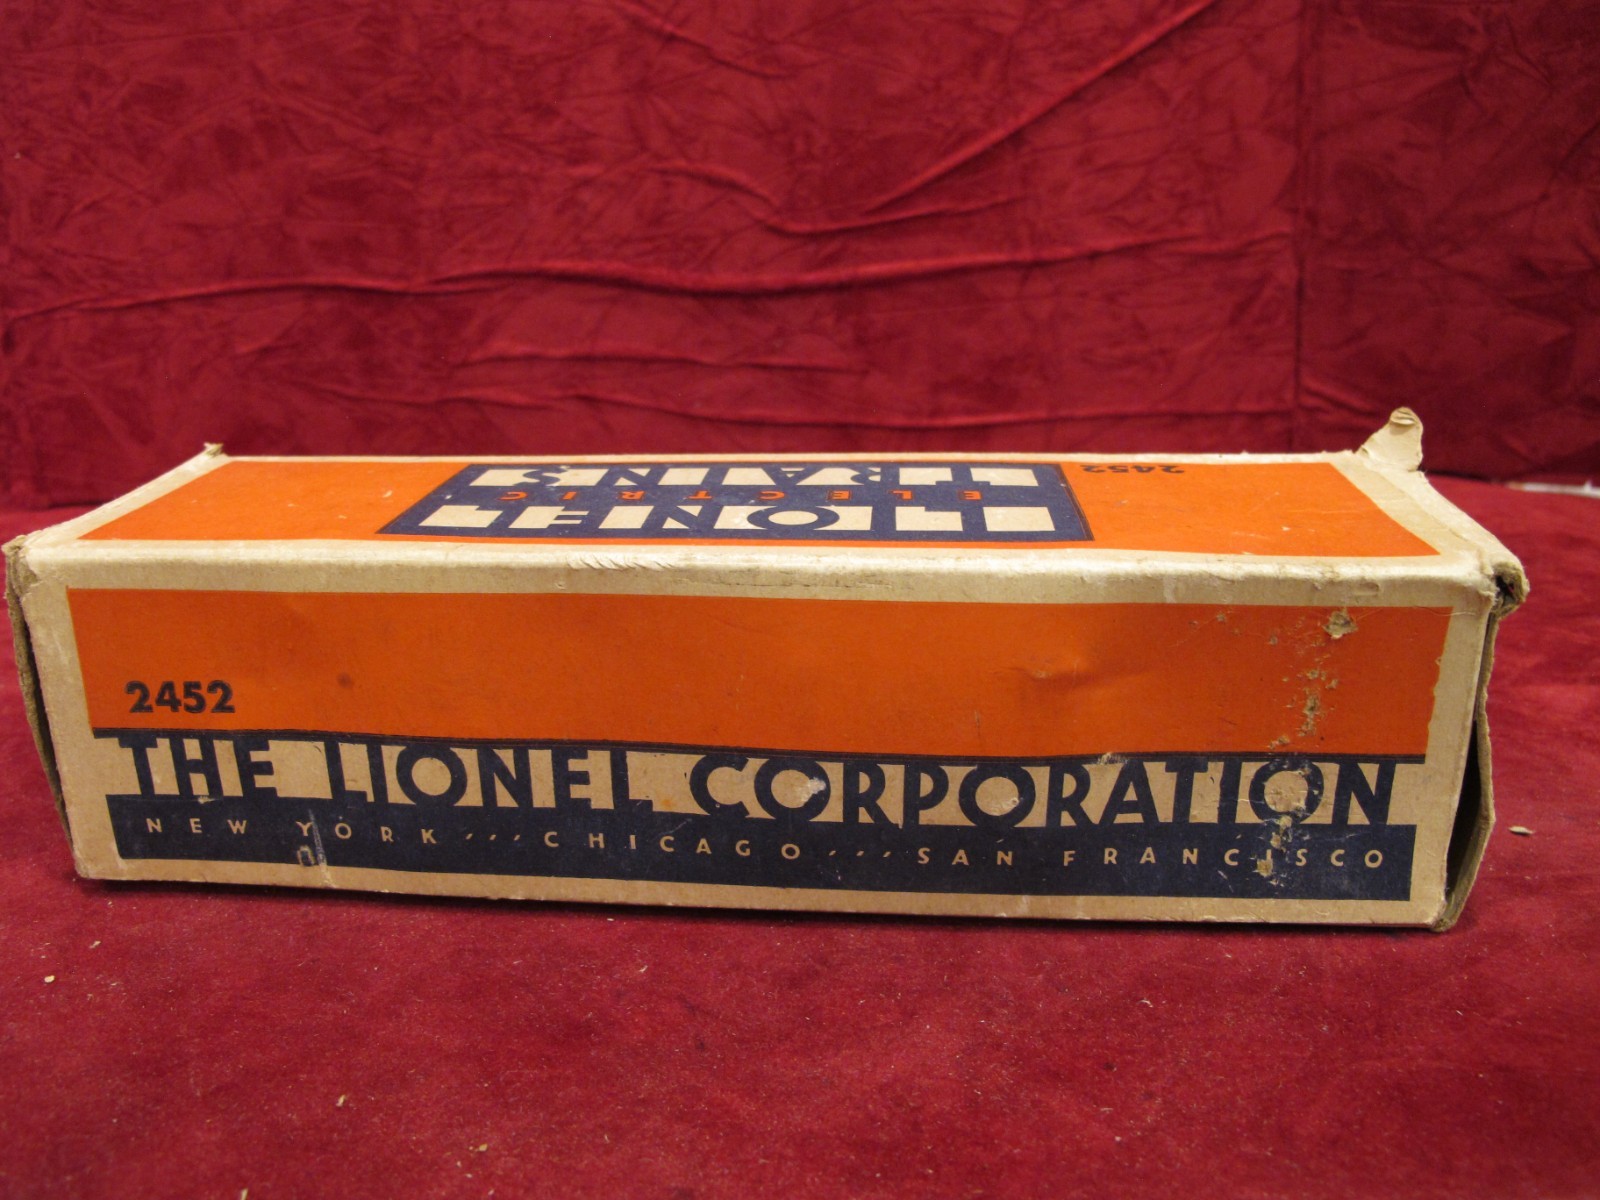 LIONEL
ELECTRIC
TRAINS
2452
2452
THE LIONEL CORPORATION
NEW YORK ,,, CHICAGO ,,, SAN FRANCISCO